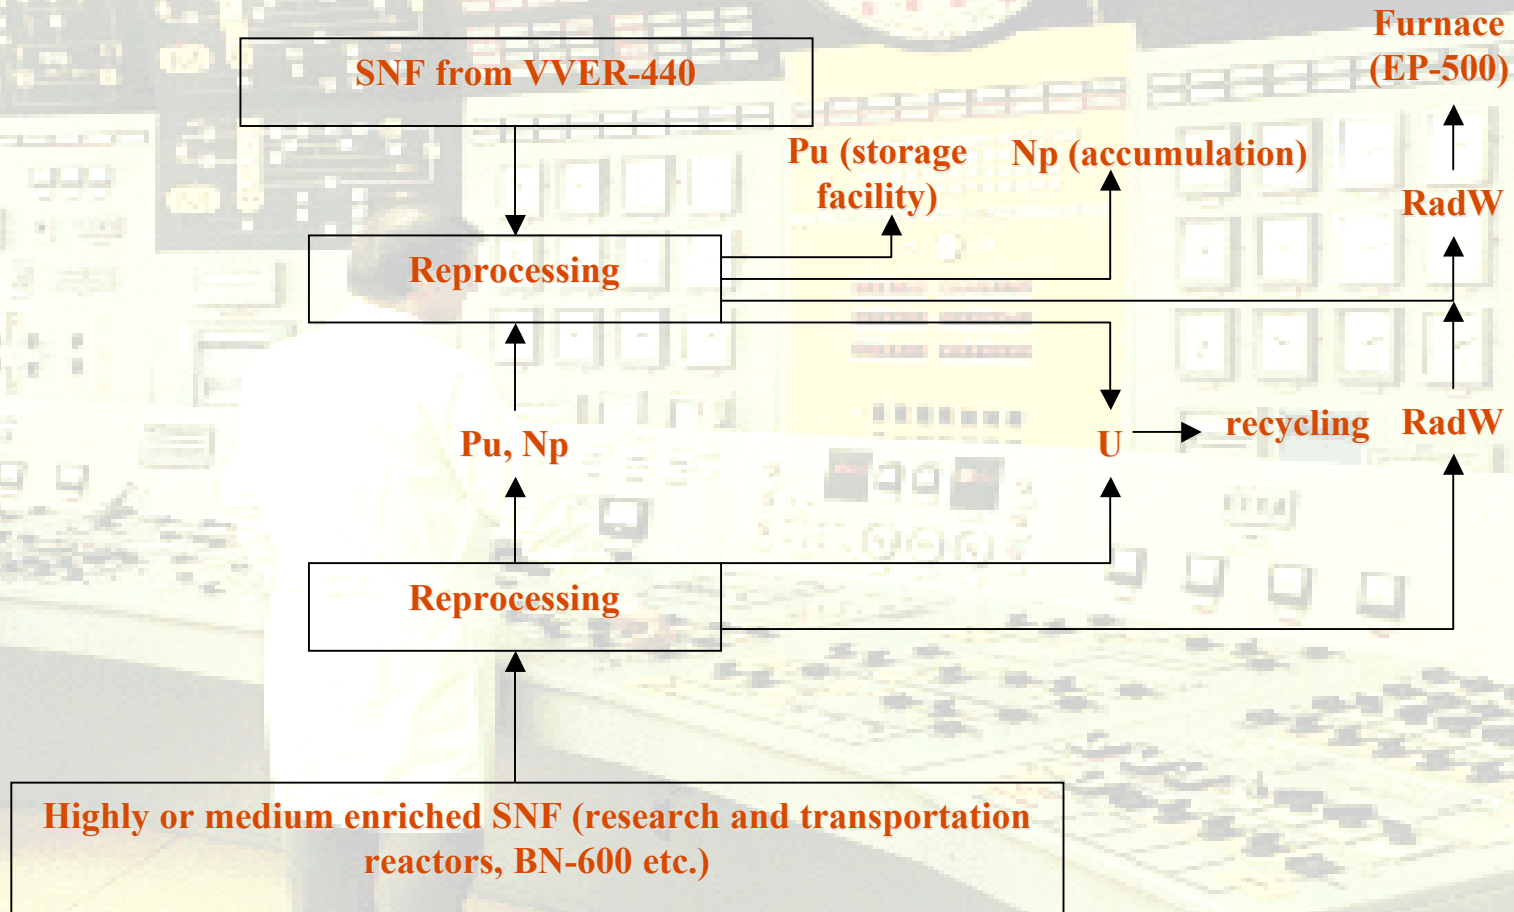 Furnace
(EP-500)
SNF from VVER-440
Pu (storage
facility)
Np (accumulation)
RadW
Reprocessing
Pu, Np
U
recycling
RadW
Reprocessing
Highly or medium enriched SNF (research and transportation
reactors, BN-600 etc.)